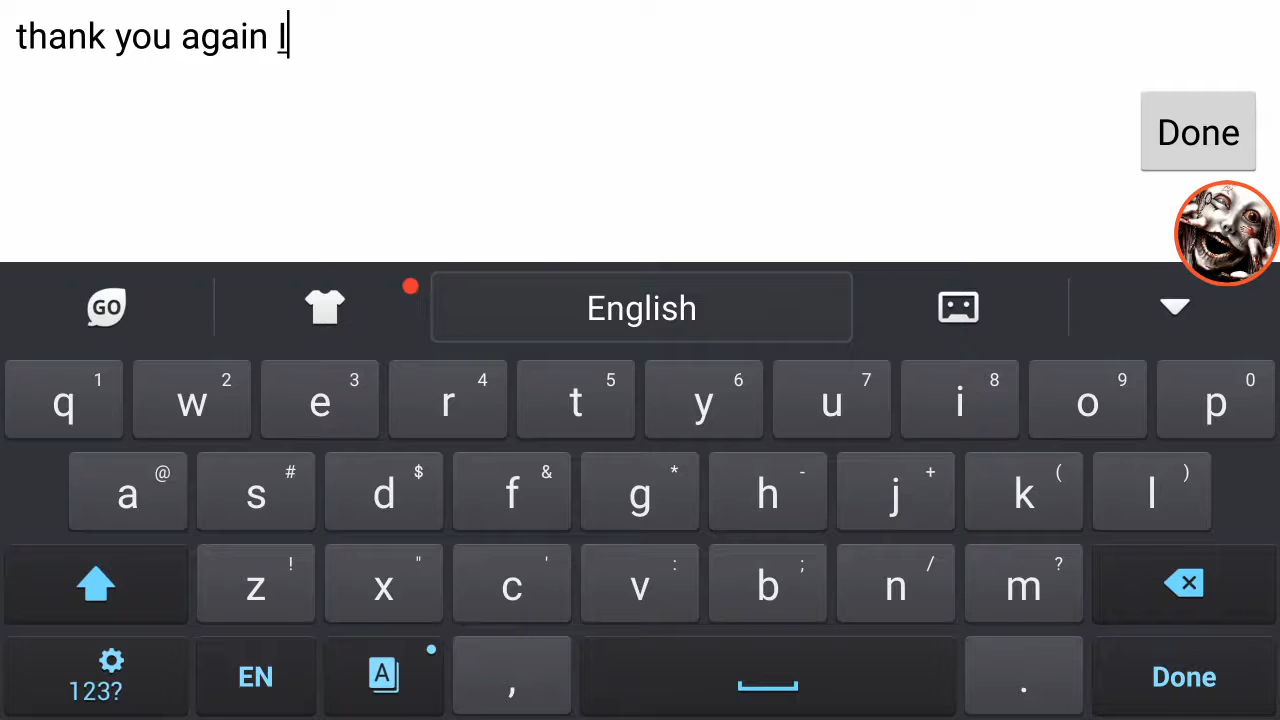 thank you again I
Done
GO English
q 1 w 2 e 3 r 4 t 5 y 6 u 7 i 8 o 9 p 0
a @ s # d $ f & g * h - j + k ( l )
z ! x " c ' v : b ; n / m ?
123? EN A , . Done